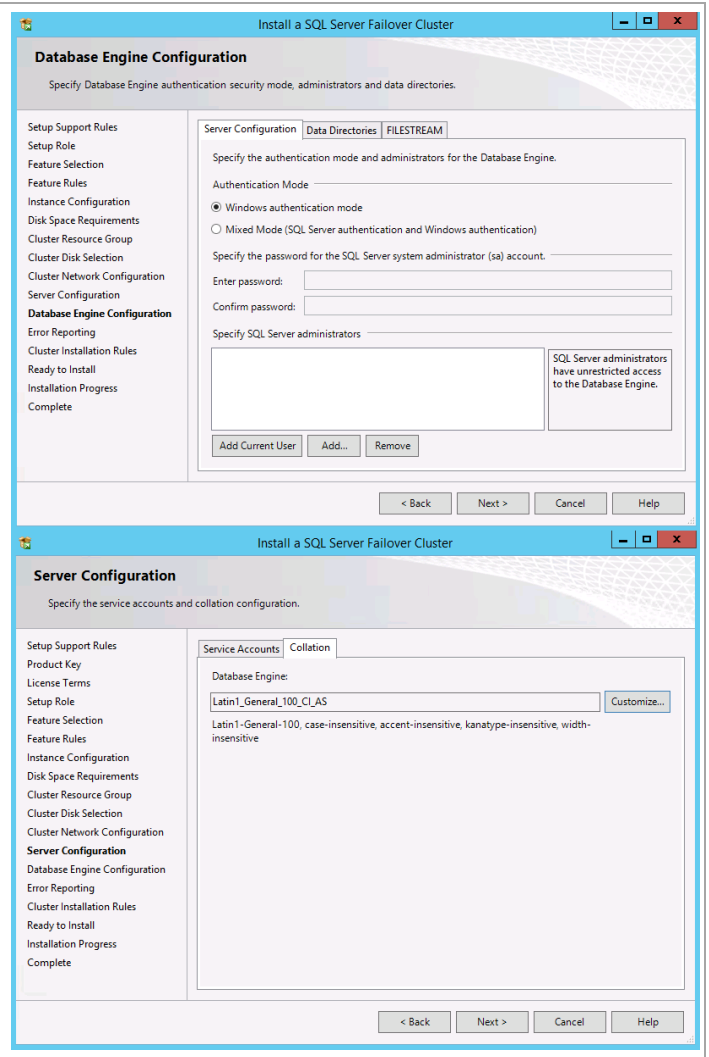 Install a SQL Server Failover Cluster
Database Engine Configuration
Specify Database Engine authentication security mode, administrators and data directories.
Setup Support Rules
Setup Role
Feature Selection
Feature Rules
Instance Configuration
Disk Space Requirements
Cluster Resource Group
Cluster Disk Selection
Cluster Network Configuration
Server Configuration
Database Engine Configuration
Error Reporting
Cluster Installation Rules
Ready to Install
Installation Progress
Complete
Server Configuration Data Directories FILESTREAM
Specify the authentication mode and administrators for the Database Engine.
Authentication Mode
Windows authentication mode
Mixed Mode (SQL Server authentication and Windows authentication)
Specify the password for the SQL Server system administrator (sa) account.
Enter password:
Confirm password:
Specify SQL Server administrators
SQL Server administrators
have unrestricted access
to the Database Engine.
Add Current User Add... Remove
< Back Next > Cancel Help
Install a SQL Server Failover Cluster
Server Configuration
Specify the service accounts and collation configuration.
Setup Support Rules
Product Key
License Terms
Setup Role
Feature Selection
Feature Rules
Instance Configuration
Disk Space Requirements
Cluster Resource Group
Cluster Disk Selection
Cluster Network Configuration
Server Configuration
Database Engine Configuration
Error Reporting
Cluster Installation Rules
Ready to Install
Installation Progress
Complete
Service Accounts Collation
Database Engine:
Latin1_General_100_CI_AS Customize...
Latin1-General-100, case-insensitive, accent-insensitive, kanatype-insensitive, width-
insensitive
< Back Next > Cancel Help